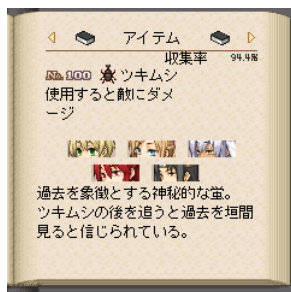 アイテム
収集率 94.4%
No.100 ツキムシ
使用すると敵にダメ
ージ
過去を象徴とする神秘的な蛍。
ツキムシの後を追うと過去を垣間
見ると信じられている。